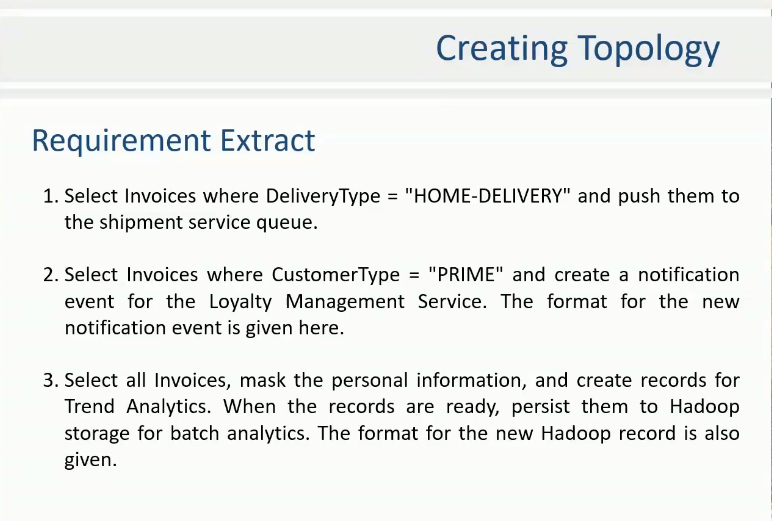 Creating Topology
Requirement Extract
1. Select Invoices where DeliveryType = "HOME-DELIVERY" and push them to
the shipment service queue.
2. Select Invoices where CustomerType = "PRIME" and create a notification
event for the Loyalty Management Service. The format for the new
notification event is given here.
3. Select all Invoices, mask the personal information, and create records for
Trend Analytics. When the records are ready, persist them to Hadoop
storage for batch analytics. The format for the new Hadoop record is also
given.